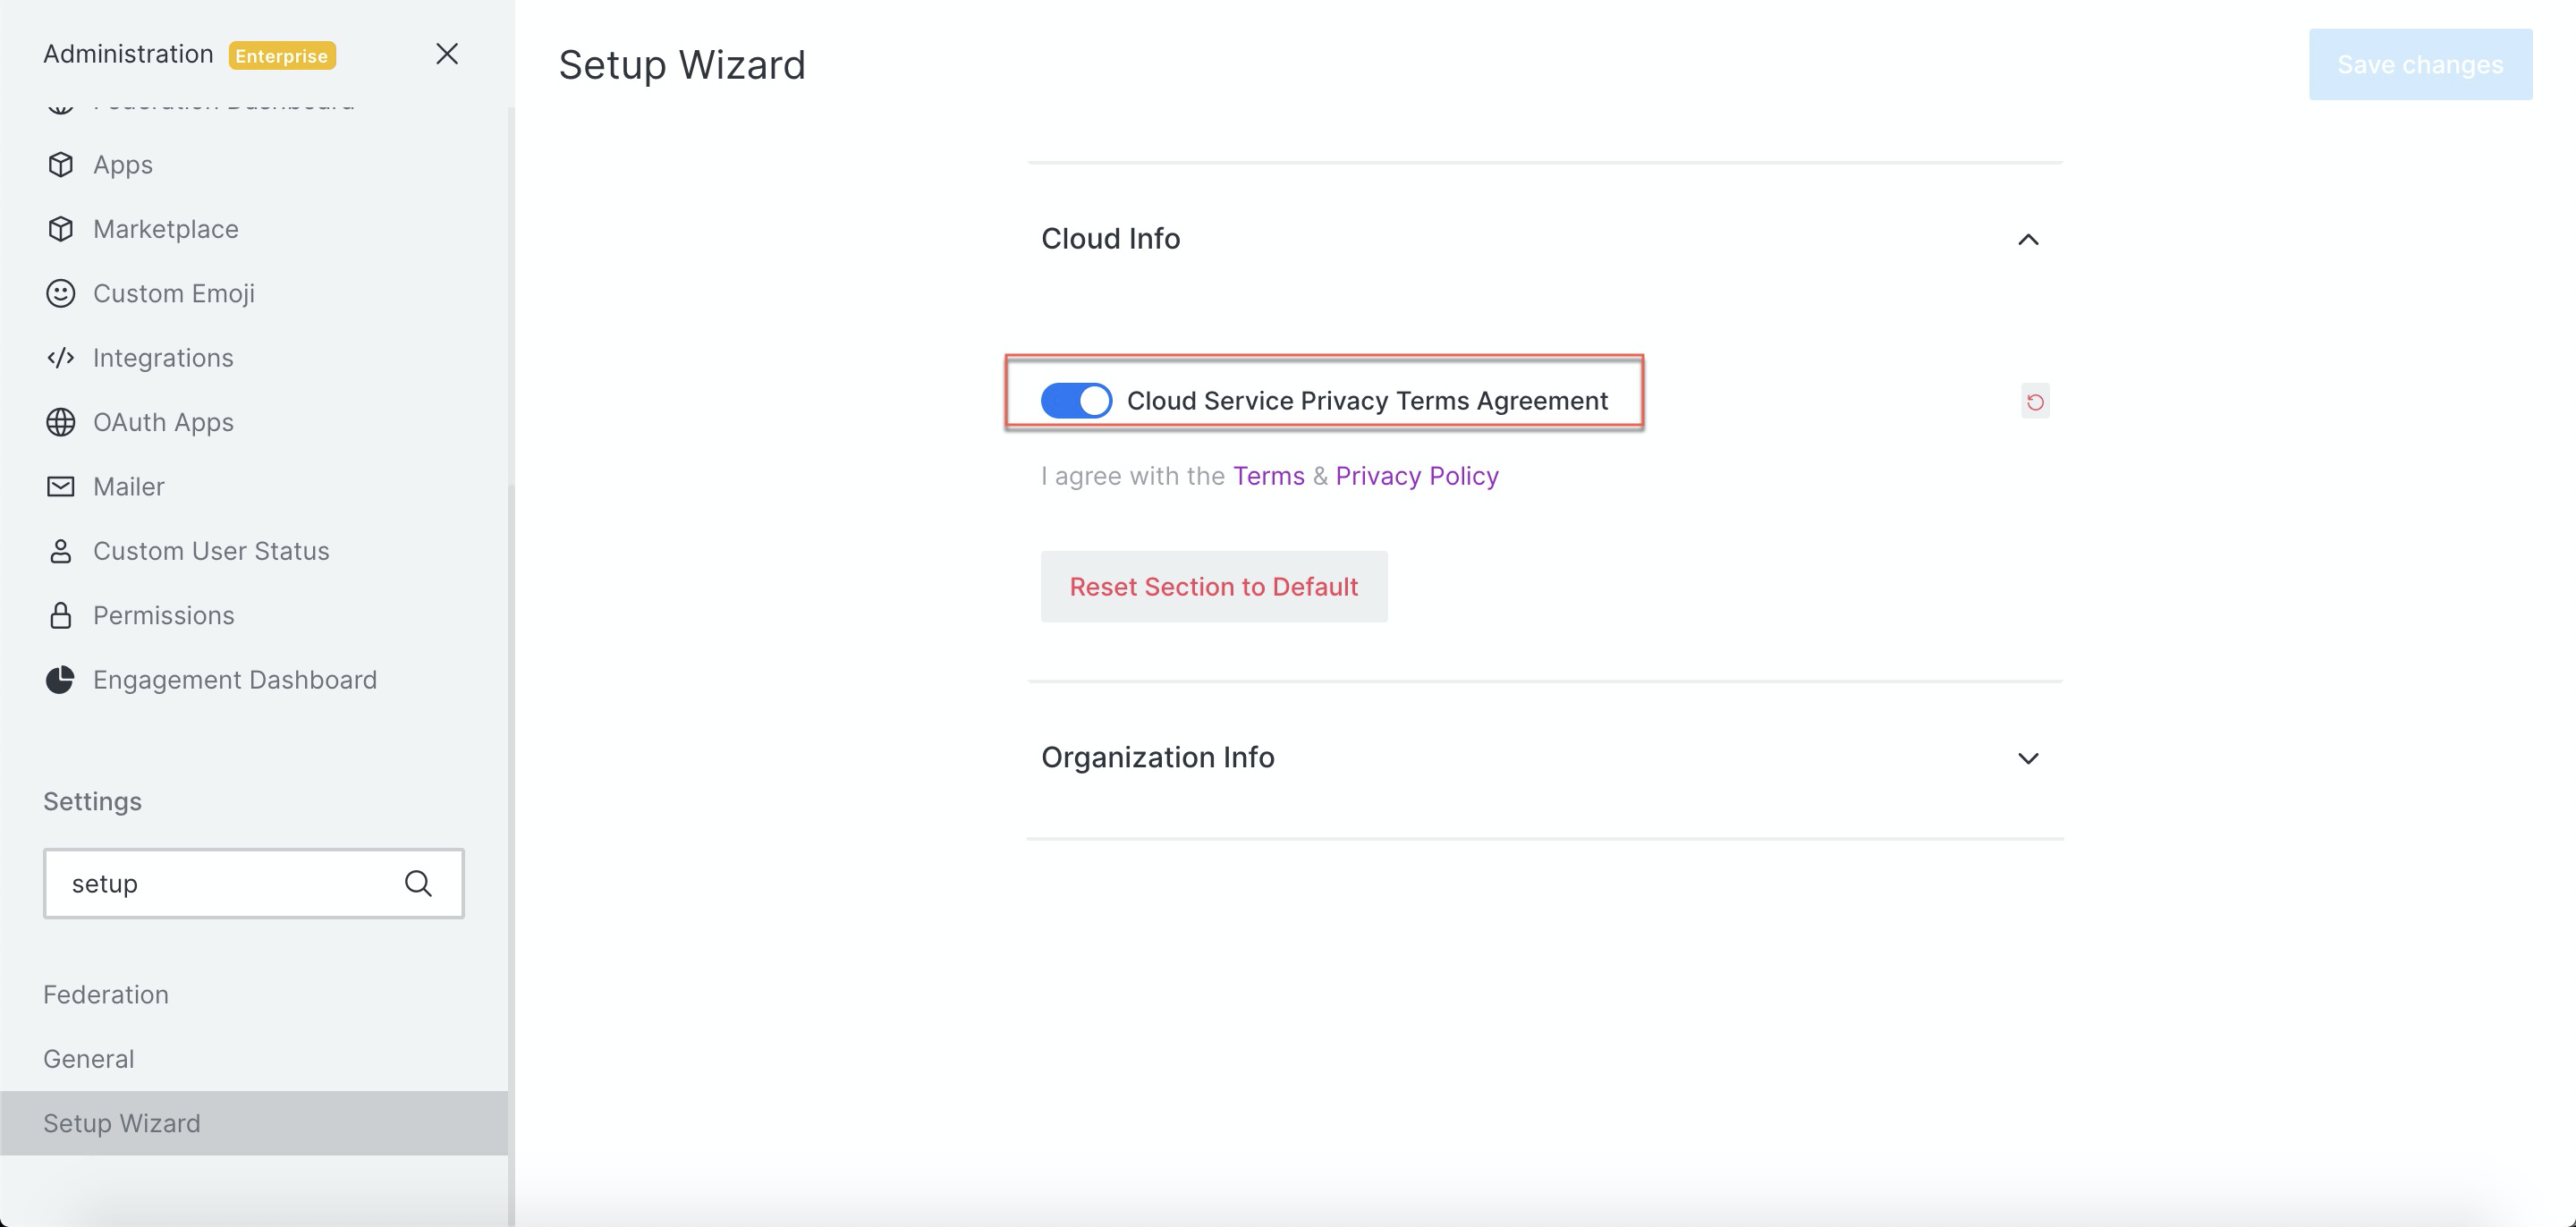 Administration Enterprise
Federation Dashboard
Apps
Marketplace
Custom Emoji
Integrations
OAuth Apps
Mailer
Custom User Status
Permissions
Engagement Dashboard
Settings
setup
Federation
General
Setup Wizard
Setup Wizard
Save changes
Cloud Info
Cloud Service Privacy Terms Agreement
I agree with the Terms & Privacy Policy
Reset Section to Default
Organization Info